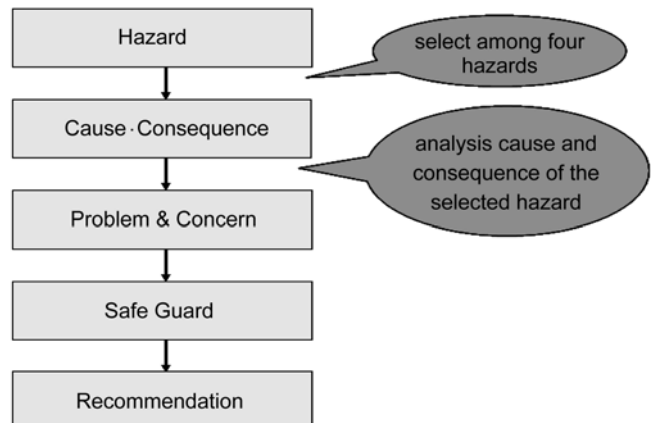 Hazard
select among four
hazards
Cause·Consequence
analysis cause and
consequence of the
selected hazard
Problem & Concern
Safe Guard
Recommendation